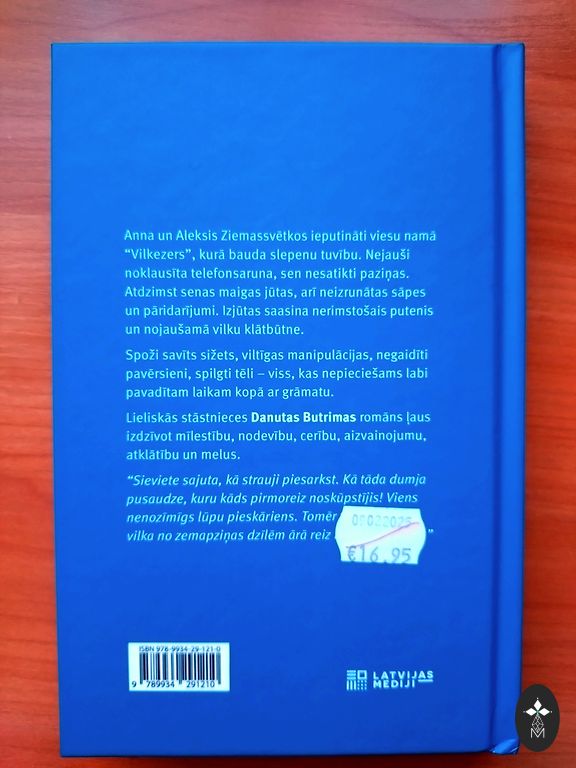 Anna un Aleksis Ziemassvētkos ieputināti viesu namā
“Vilkezers”, kurā bauda slepenu tuvību. Nejauši
noklausīta telefonsaruna, sen nesatikti paziņas.
Atdzimst senas maigas jūtas, arī neizrunātas sāpes
un pāridarījumi. Izjūtas saasina nerimstošais putenis
un nojaušamā vilku klātbūtne.
Spoži savīts sižets, viltīgas manipulācijas, negaidīti
pavērsieni, spilgti tēli – viss, kas nepieciešams labi
pavadītam laikam kopā ar grāmatu.
Lieliskās stāstnieces Danutas Butrimas romāns ļaus
izdzīvot mīlestību, nodevību, cerību, aizvainojumu,
atklātību un melus.
“Sieviete sajuta, kā strauji piesarkst. Kā tāda dumja
pusaudze, kuru kāds pirmoreiz noskūpstījis! Viens
nenozīmīgs lūpu pieskāriens. Tomēr
vilka no zemapziņas dzīlēm ārā reiz ”
€16.95
ISBN 978-9934-29-121-0
9 789934 291210
LATVIJAS
MEDIJI
M